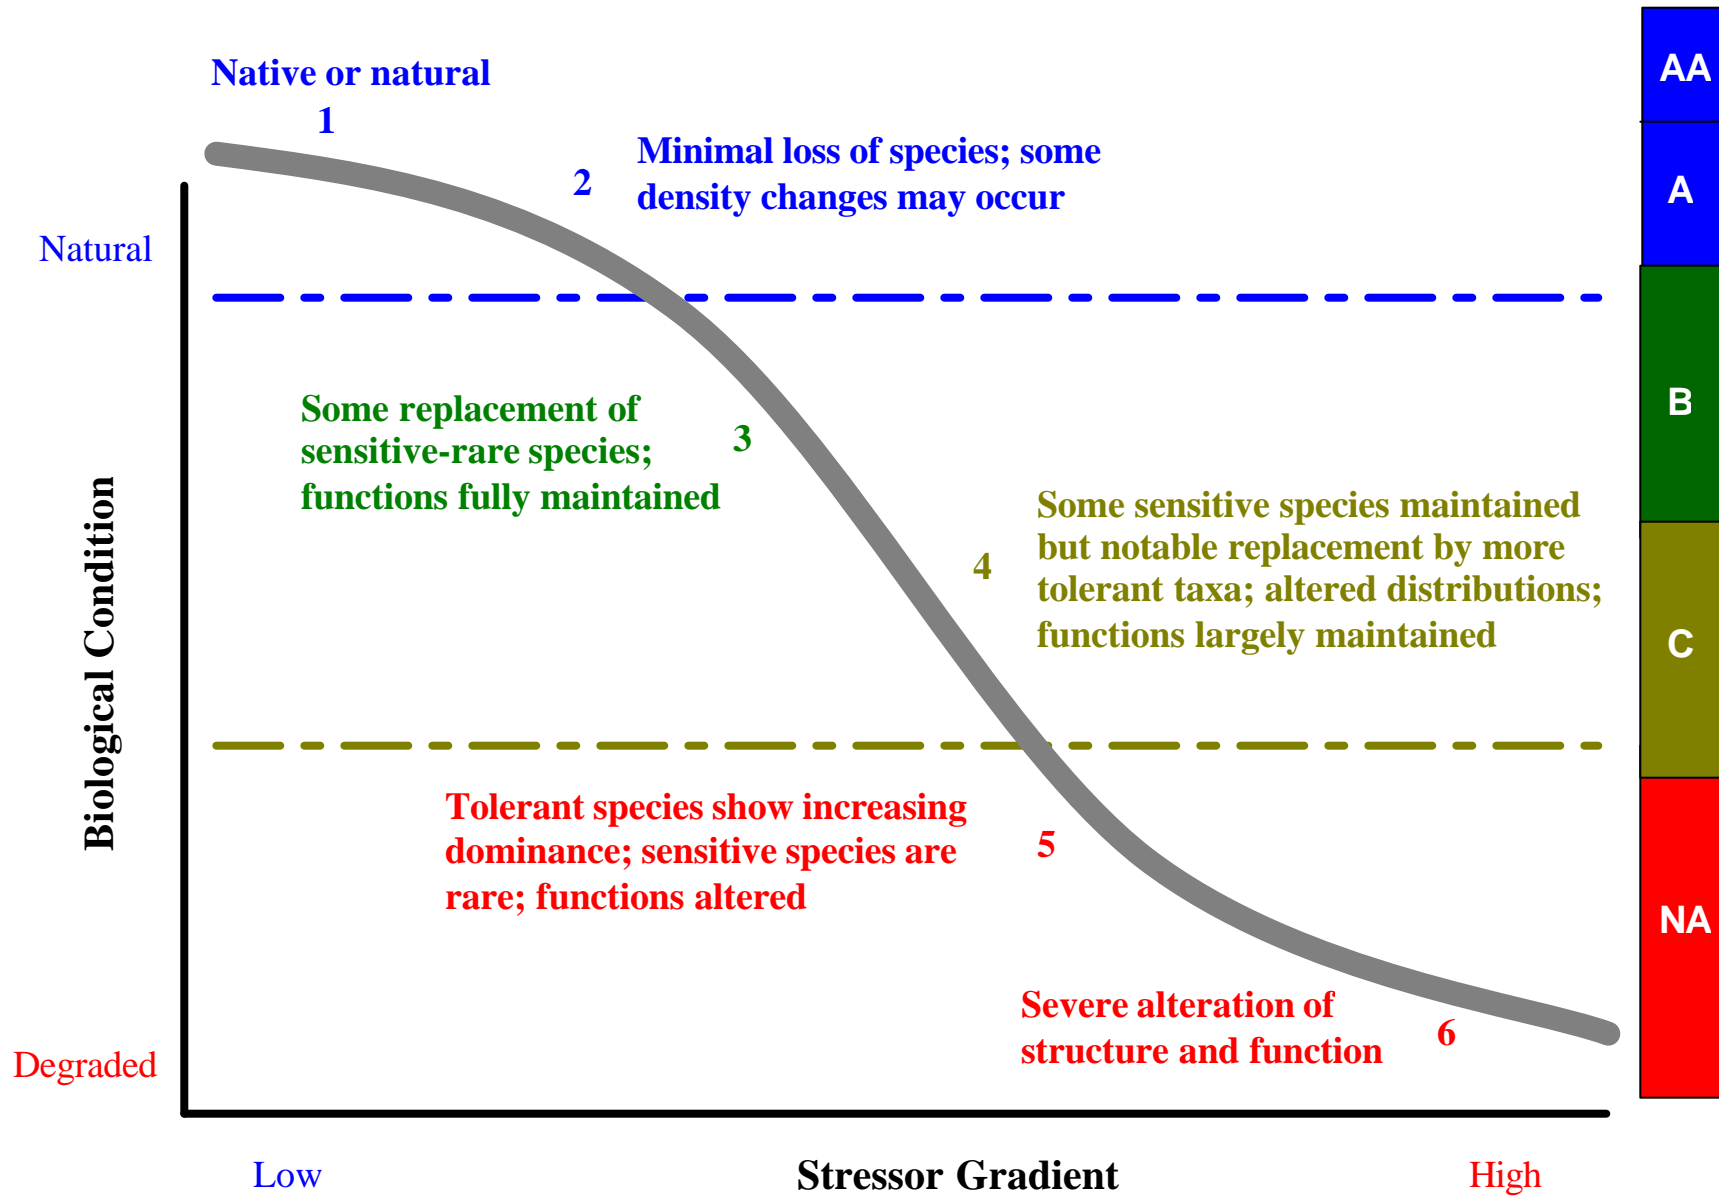 Native or natural
1
2
Minimal loss of species; some
density changes may occur
Natural
Some replacement of
sensitive-rare species;
functions fully maintained
3
4
Some sensitive species maintained
but notable replacement by more
tolerant taxa; altered distributions;
functions largely maintained
Biological Condition
Tolerant species show increasing
dominance; sensitive species are
rare; functions altered
5
Severe alteration of
structure and function
6
Degraded
Low
Stressor Gradient
High
AA
A
B
C
NA